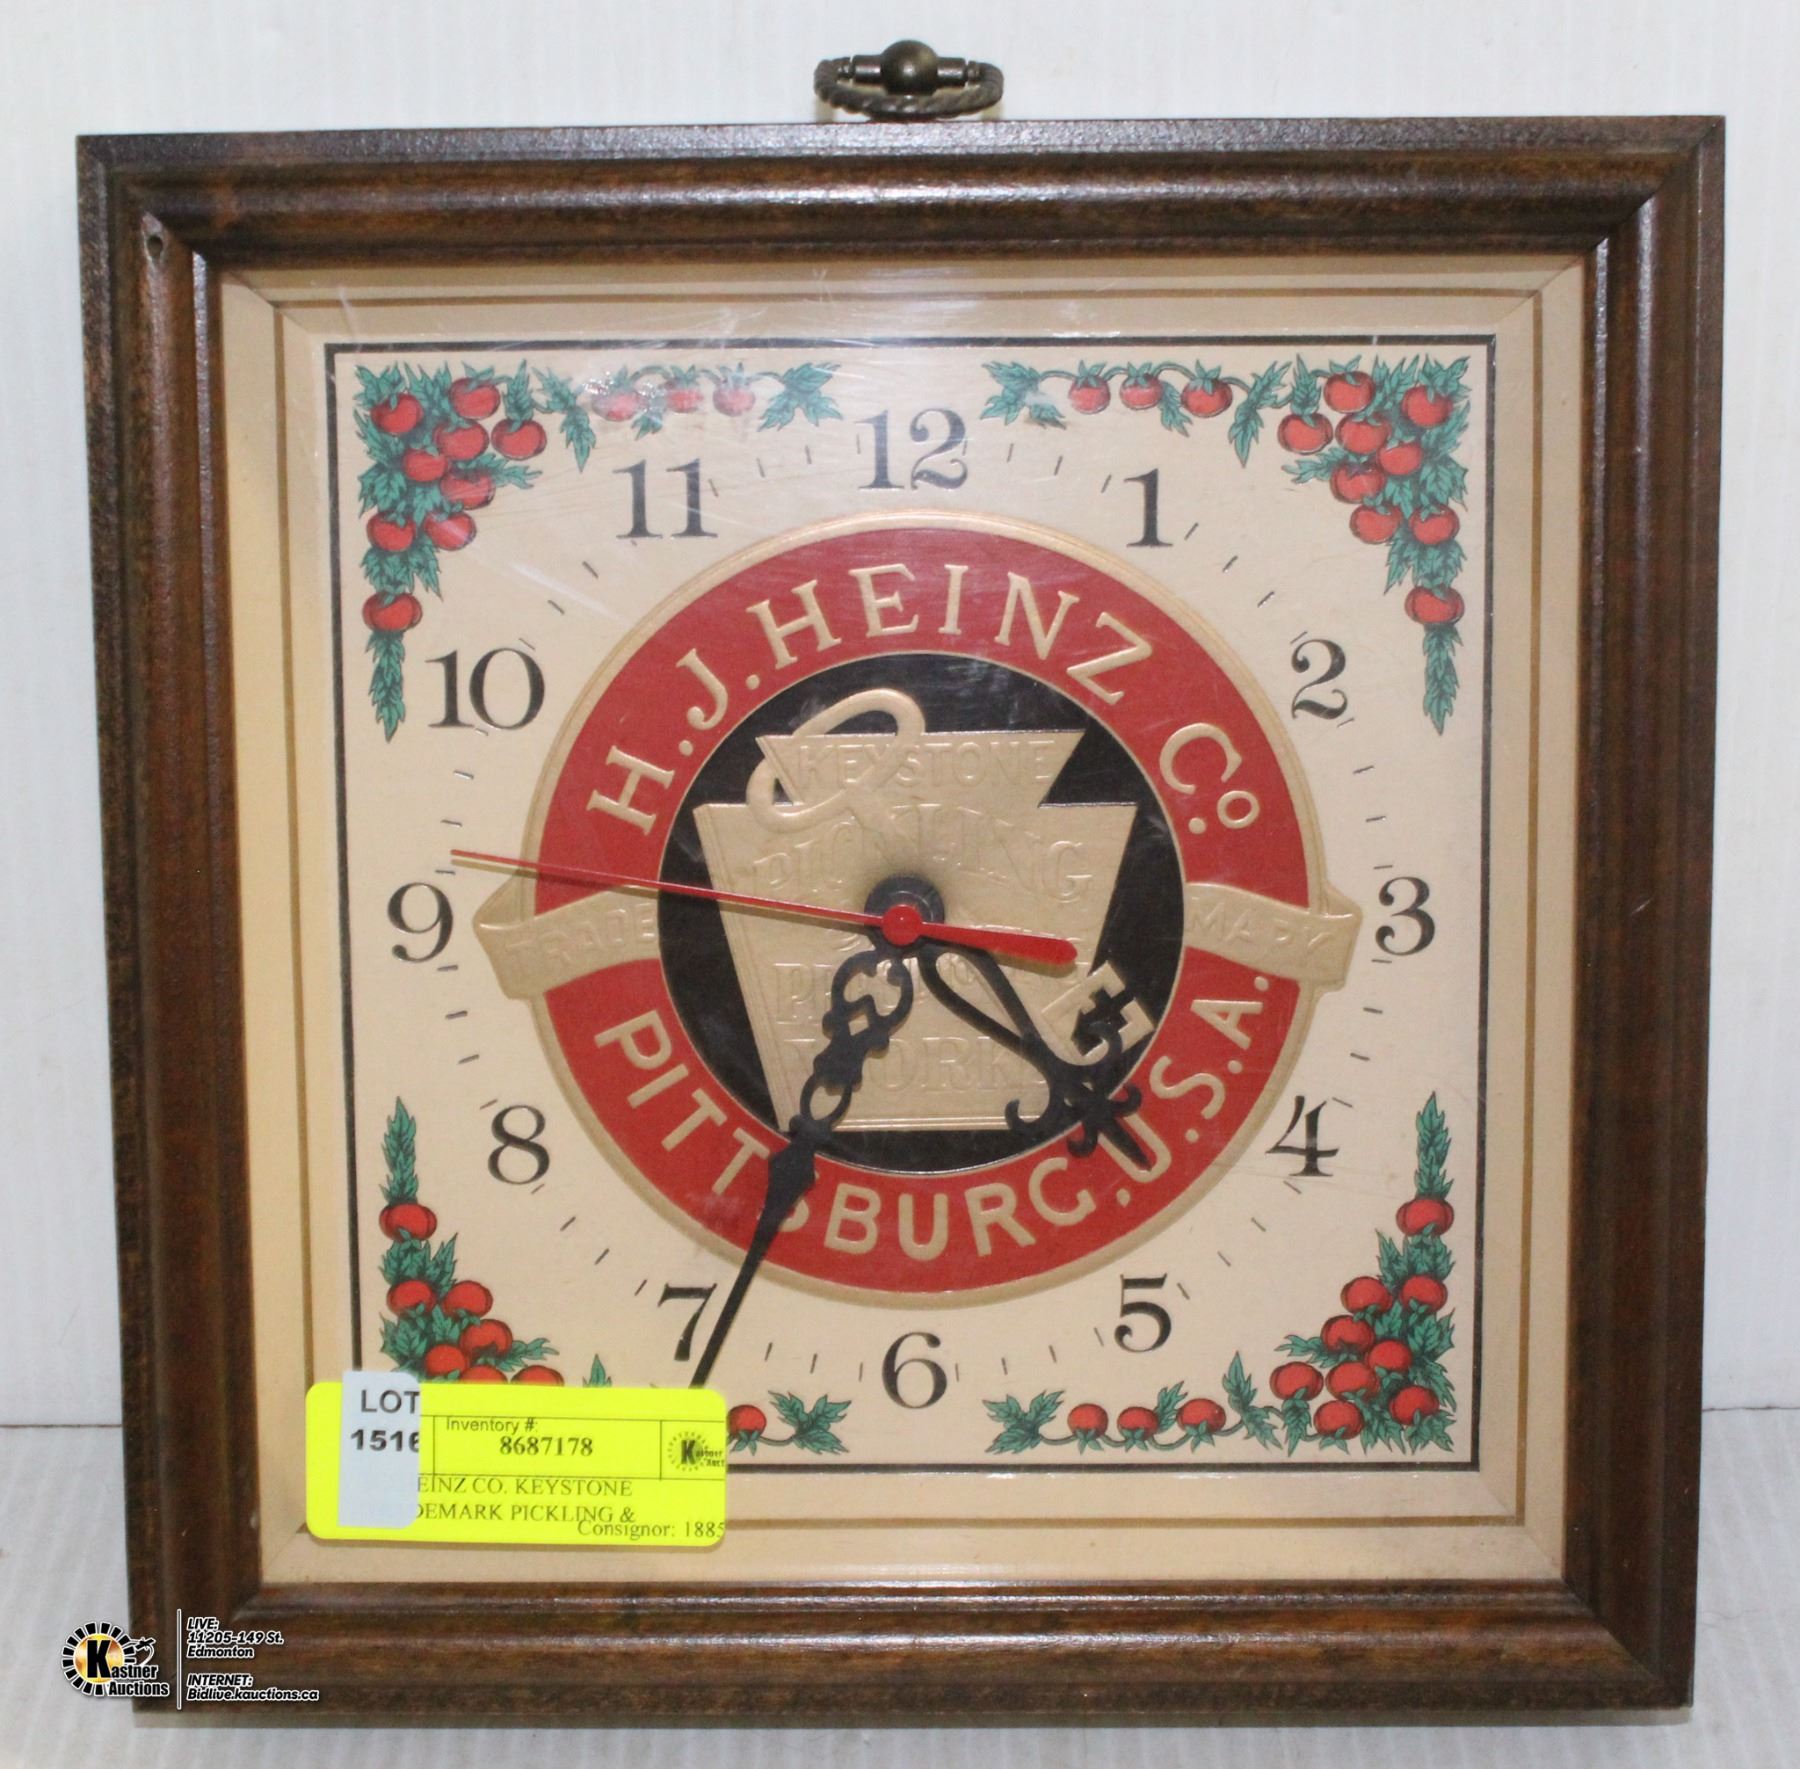 12
11
1
10
2
9
3
8
4
7
5
6
H.J. HEINZ Co.
KEYSTONE
PICKLING
TRADE MARK
WORKS
PITTSBURG, U.S.A.
LOT
1516
Inventory #:
8687178
EINZ CO. KEYSTONE
DEMARK PICKLING &
Consignor: 1885
Kastner
Auctions
LIVE:
11205-149 St.
Edmonton
INTERNET:
Bidlive.kauctions.ca